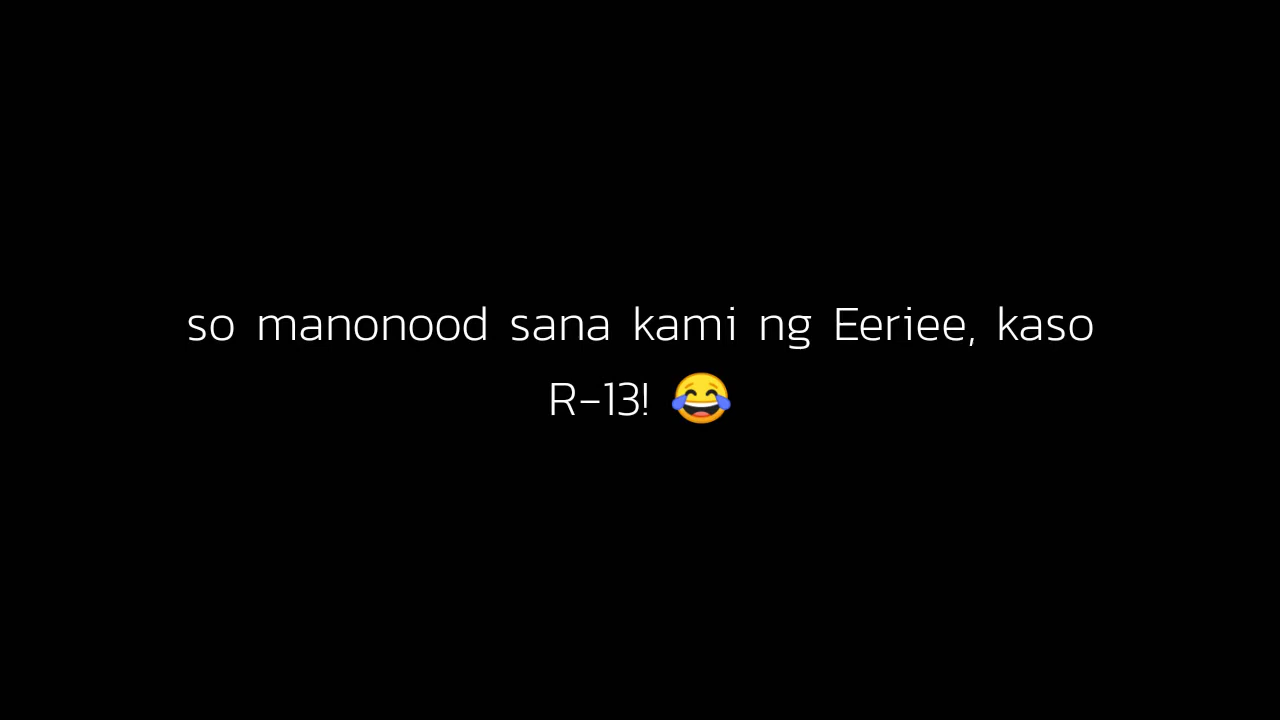 so manonood sana kami ng Eeriee, kaso
R-13! 😂